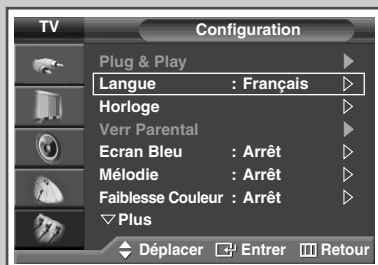 TV Configuration
Plug & Play
Langue : Français
Horloge
Verr Parental
Ecran Bleu : Arrêt
Mélodie : Arrêt
Faiblesse Couleur : Arrêt
Plus
Déplacer Entrer Retour